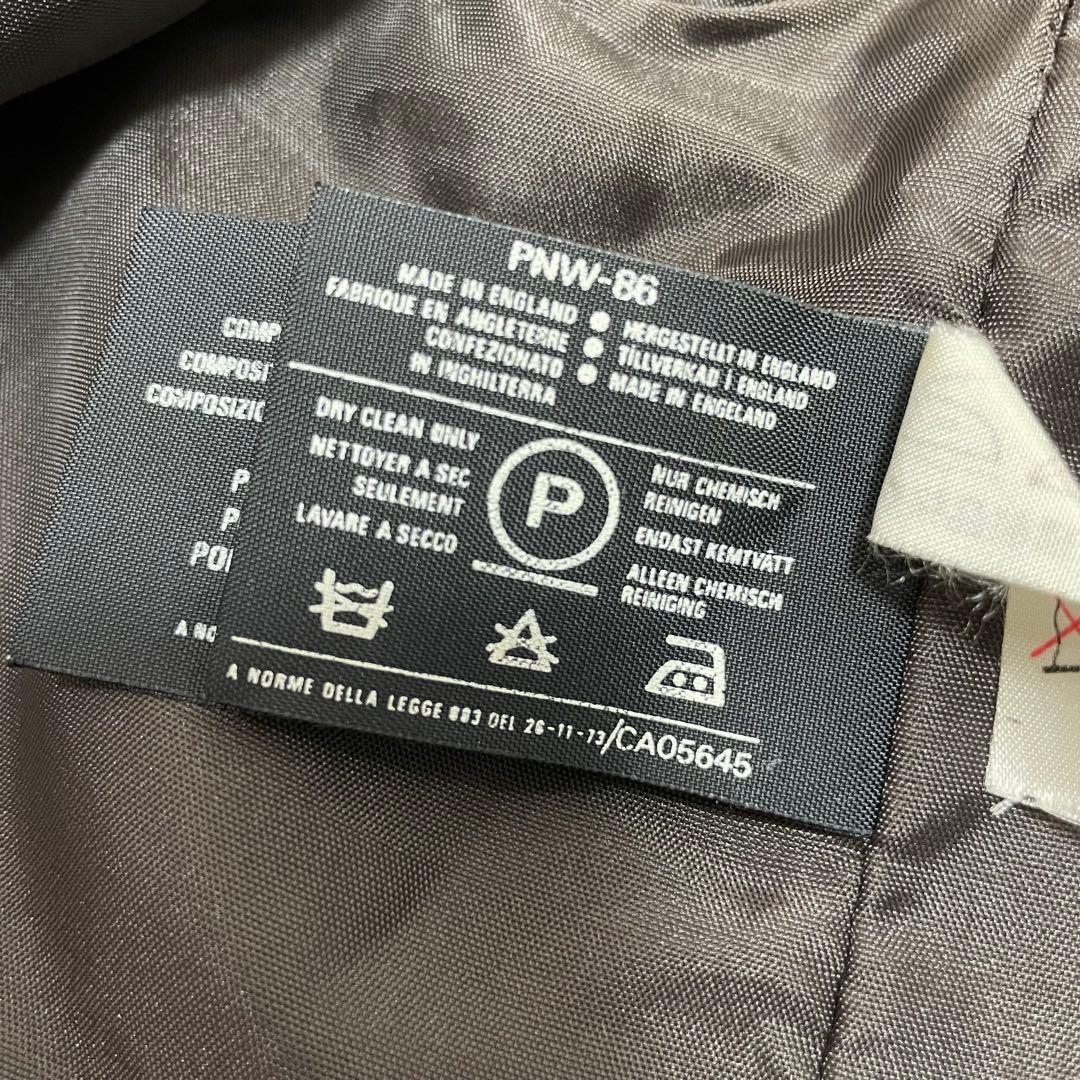 PNW-86
MADE IN ENGLAND
FABRIQUE EN ANGLETERRE
CONFEZIONATO
IN INGHILTERRA
HERGESTELLT IN ENGLAND
TILLVERKAD I ENGLAND
MADE IN ENGELAND
DRY CLEAN ONLY
NETTOYER A SEC
SEULEMENT
LAVARE A SECCO
P
NUR CHEMISCH
REINIGEN
ENDAST KEMTVÄTT
ALLEEN CHEMISCH
REINIGING
A NORME DELLA LEGGE 883 DEL 26-11-73/CA05645
COMP
COMPOSI
COMPOSIZIO
P
P
POL
A NO